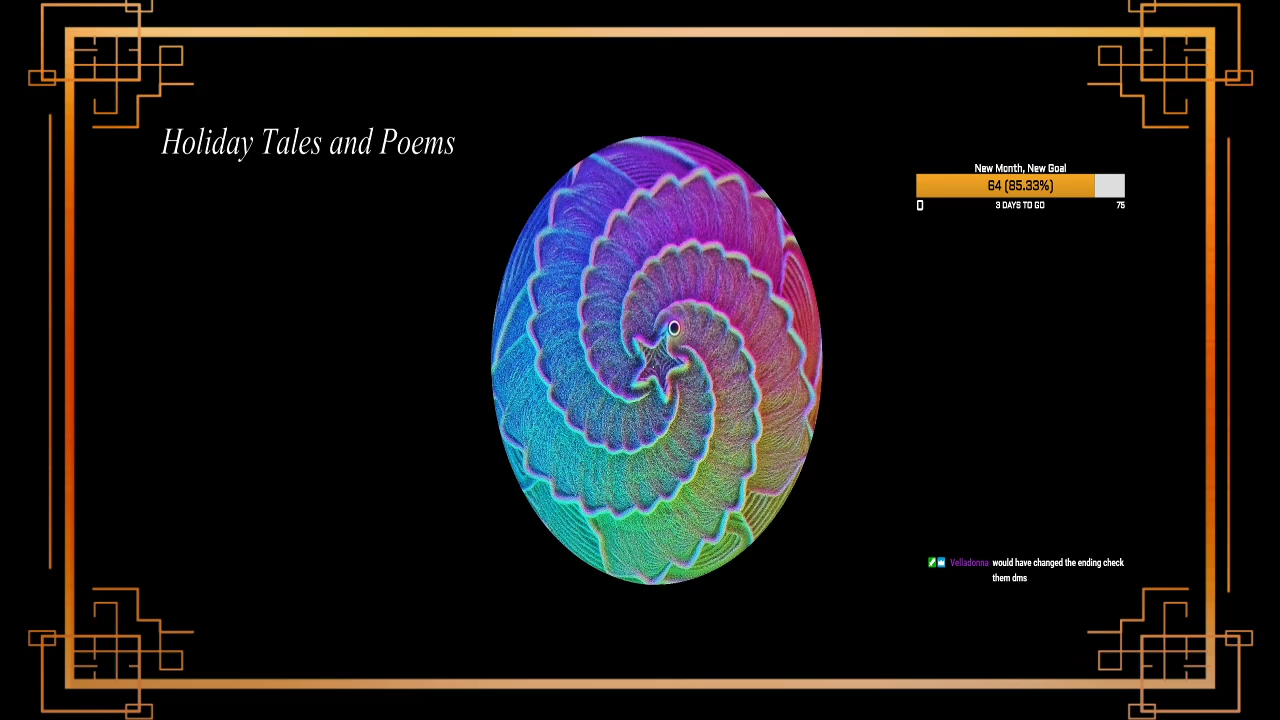 Holiday Tales and Poems
New Month, New Goal
64 (85.33%)
0
3 DAYS TO GO
75
Velladonna would have changed the ending check
them dms